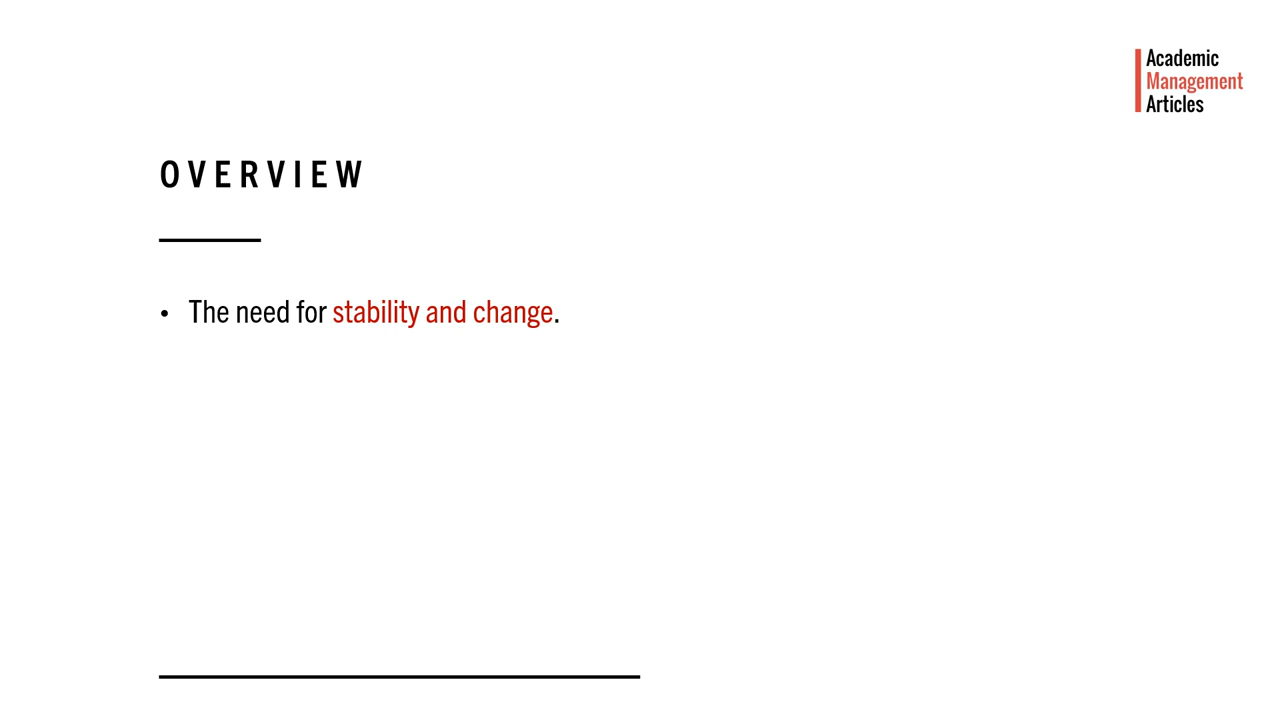 Academic
Management
Articles
OVERVIEW
• The need for stability and change.